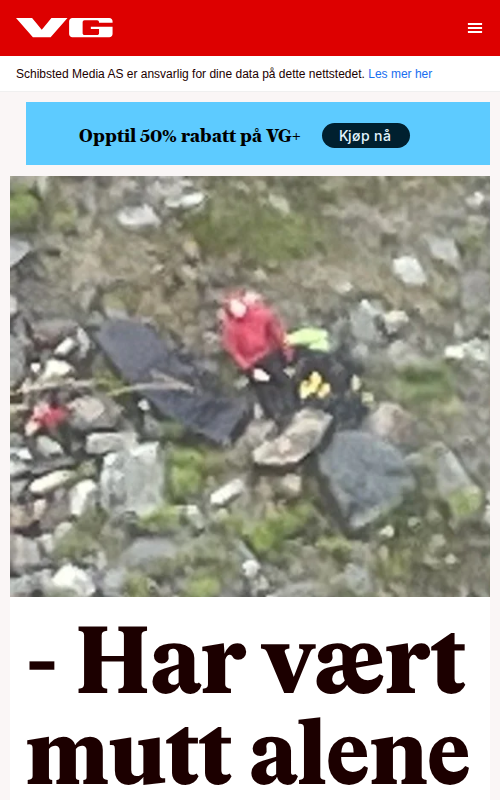 VG
Schibsted Media AS er ansvarlig for dine data på dette nettstedet. Les mer her
Opptil 50% rabatt på VG+
Kjøp nå
- Har vært
mutt alene